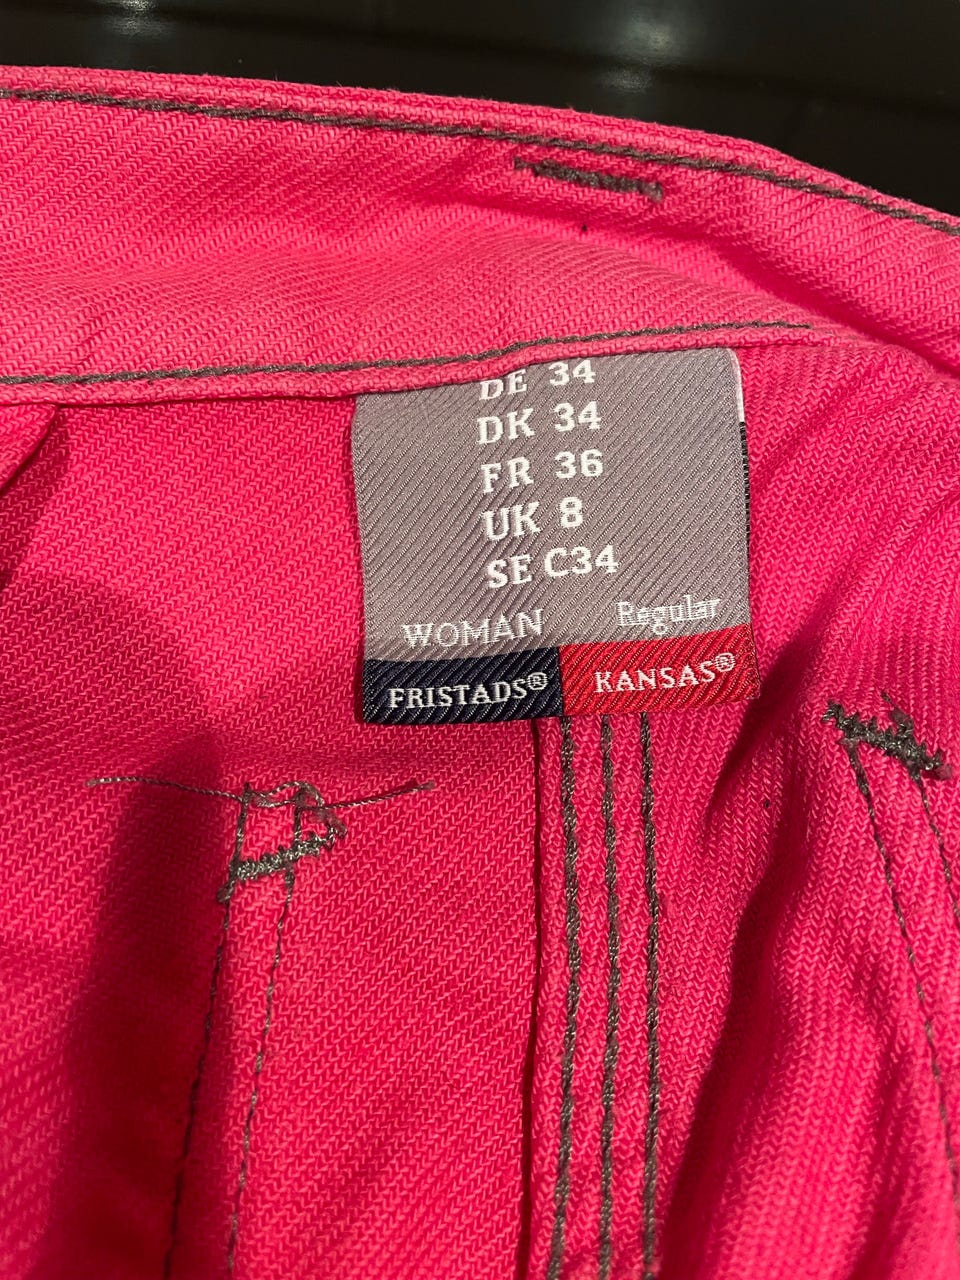 DE 34
DK 34
FR 36
UK 8
SE C34
WOMAN Regular
FRISTADS® KANSAS®